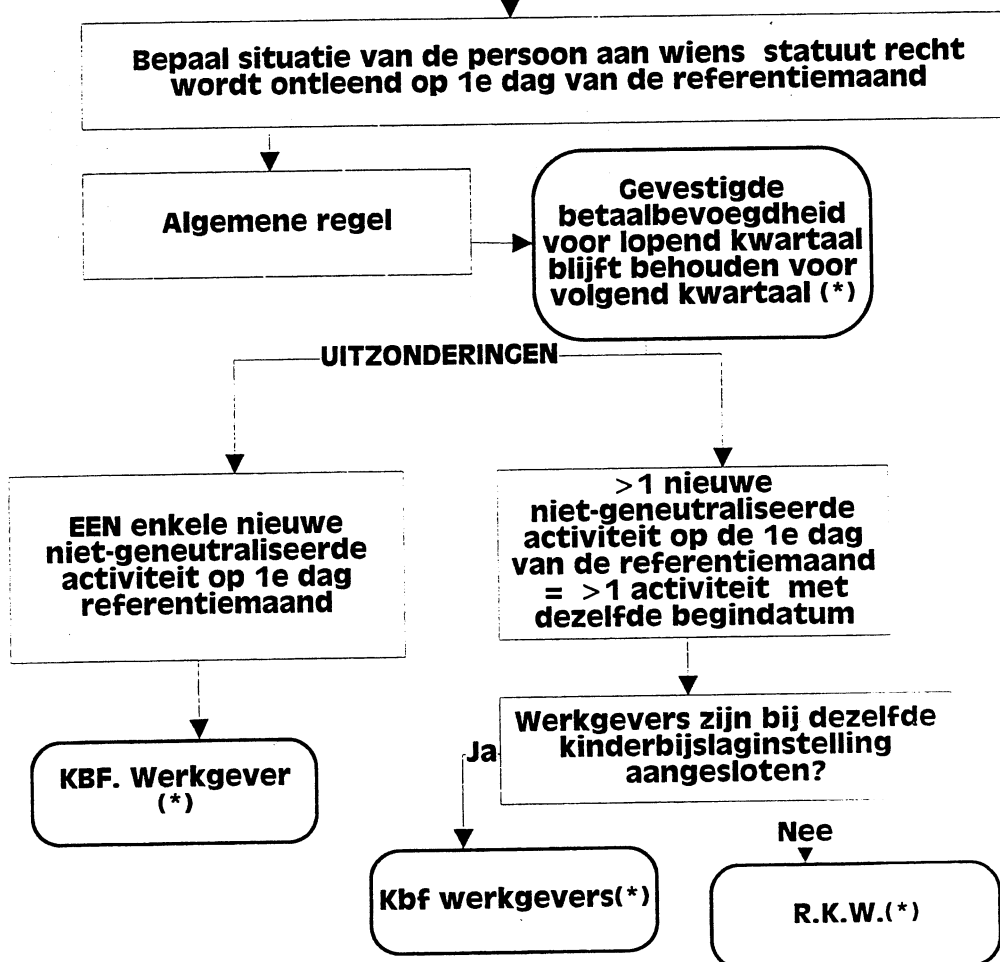 Bepaal situatie van de persoon aan wiens statuut recht
wordt ontleend op 1e dag van de referentiemaand
Algemene regel
Gevestigde
betaalbevoegdheid
voor lopend kwartaal
blijft behouden voor
volgend kwartaal (*)
UITZONDERINGEN
EEN enkele nieuwe
niet-geneutraliseerde
activiteit op 1e dag
referentiemaand
>1 nieuwe
niet-geneutraliseerde
activiteit op de 1e dag
van de referentiemaand
= >1 activiteit met
dezelfde begindatum
KBF. Werkgever
(*)
Werkgevers zijn bij dezelfde
kinderbijslaginstelling
aangesloten?
Ja
Nee
Kbf werkgevers(*)
R.K.W.(*)